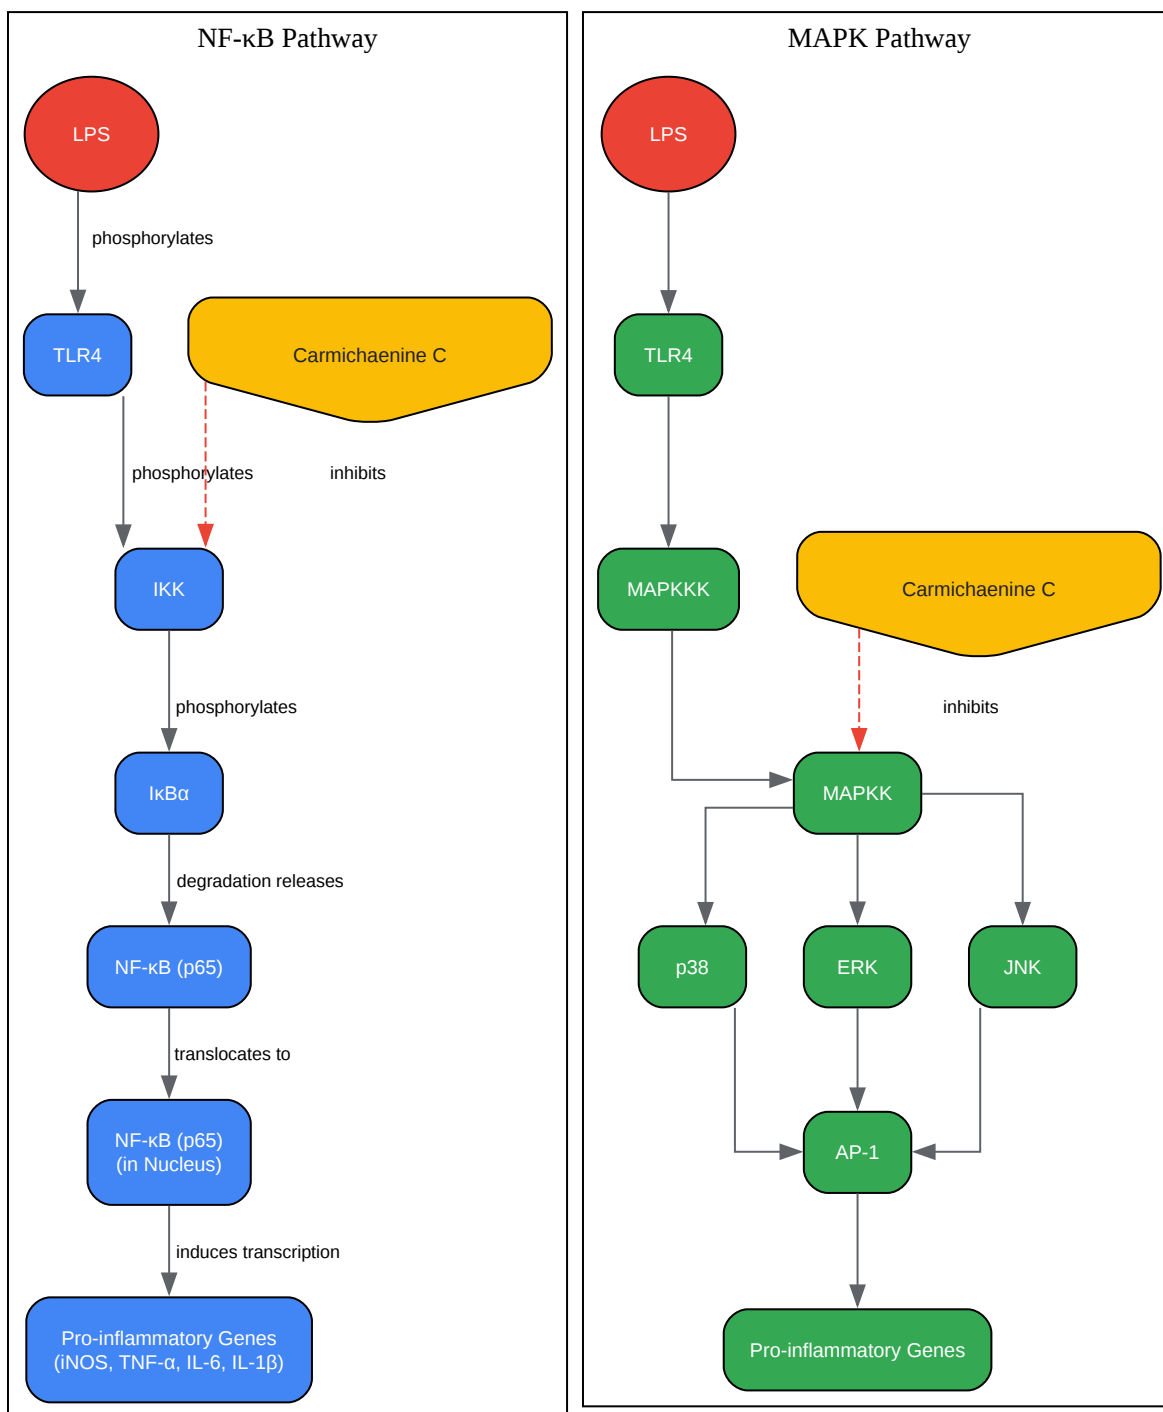 NF-κB Pathway
LPS
phosphorylates
TLR4
Carmichaenine C
phosphorylates
inhibits
IKK
phosphorylates
IκBα
degradation releases
NF-κB (p65)
translocates to
NF-κB (p65)
(in Nucleus)
induces transcription
Pro-inflammatory Genes
(iNOS, TNF-α, IL-6, IL-1β)
MAPK Pathway
LPS
TLR4
MAPKKK
Carmichaenine C
inhibits
MAPKK
p38
ERK
JNK
AP-1
Pro-inflammatory Genes